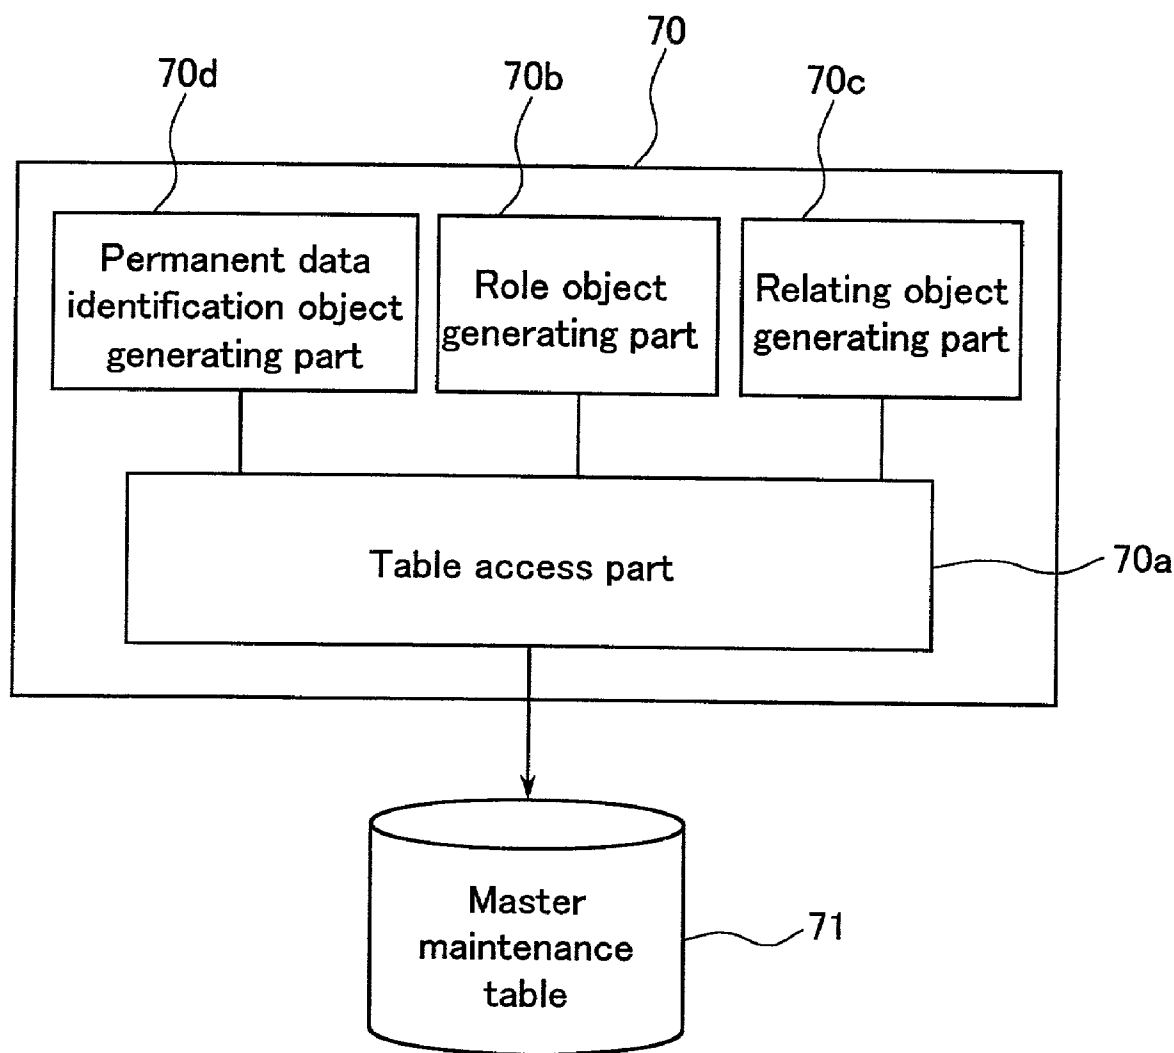 70
70d
70b
70c
Permanent data
identification object
generating part
Role object
generating part
Relating object
generating part
Table access part
70a
Master
maintenance
table
71